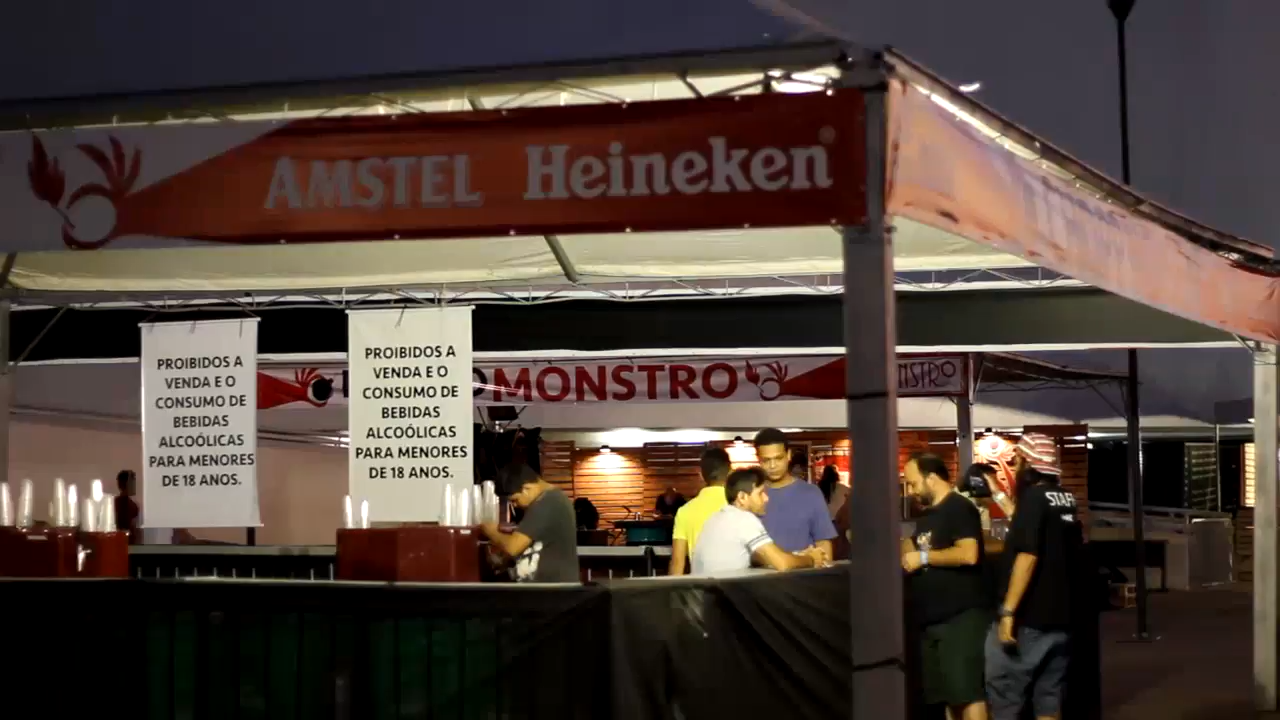 AMSTEL Heineken®
PROIBIDOS A
VENDA E O
CONSUMO DE
BEBIDAS
ALCOÓLICAS
PARA MENORES
DE 18 ANOS.
PROIBIDOS A
VENDA E O
CONSUMO DE
BEBIDAS
ALCOÓLICAS
PARA MENORES
DE 18 ANOS.
MONSTRO
STAFF